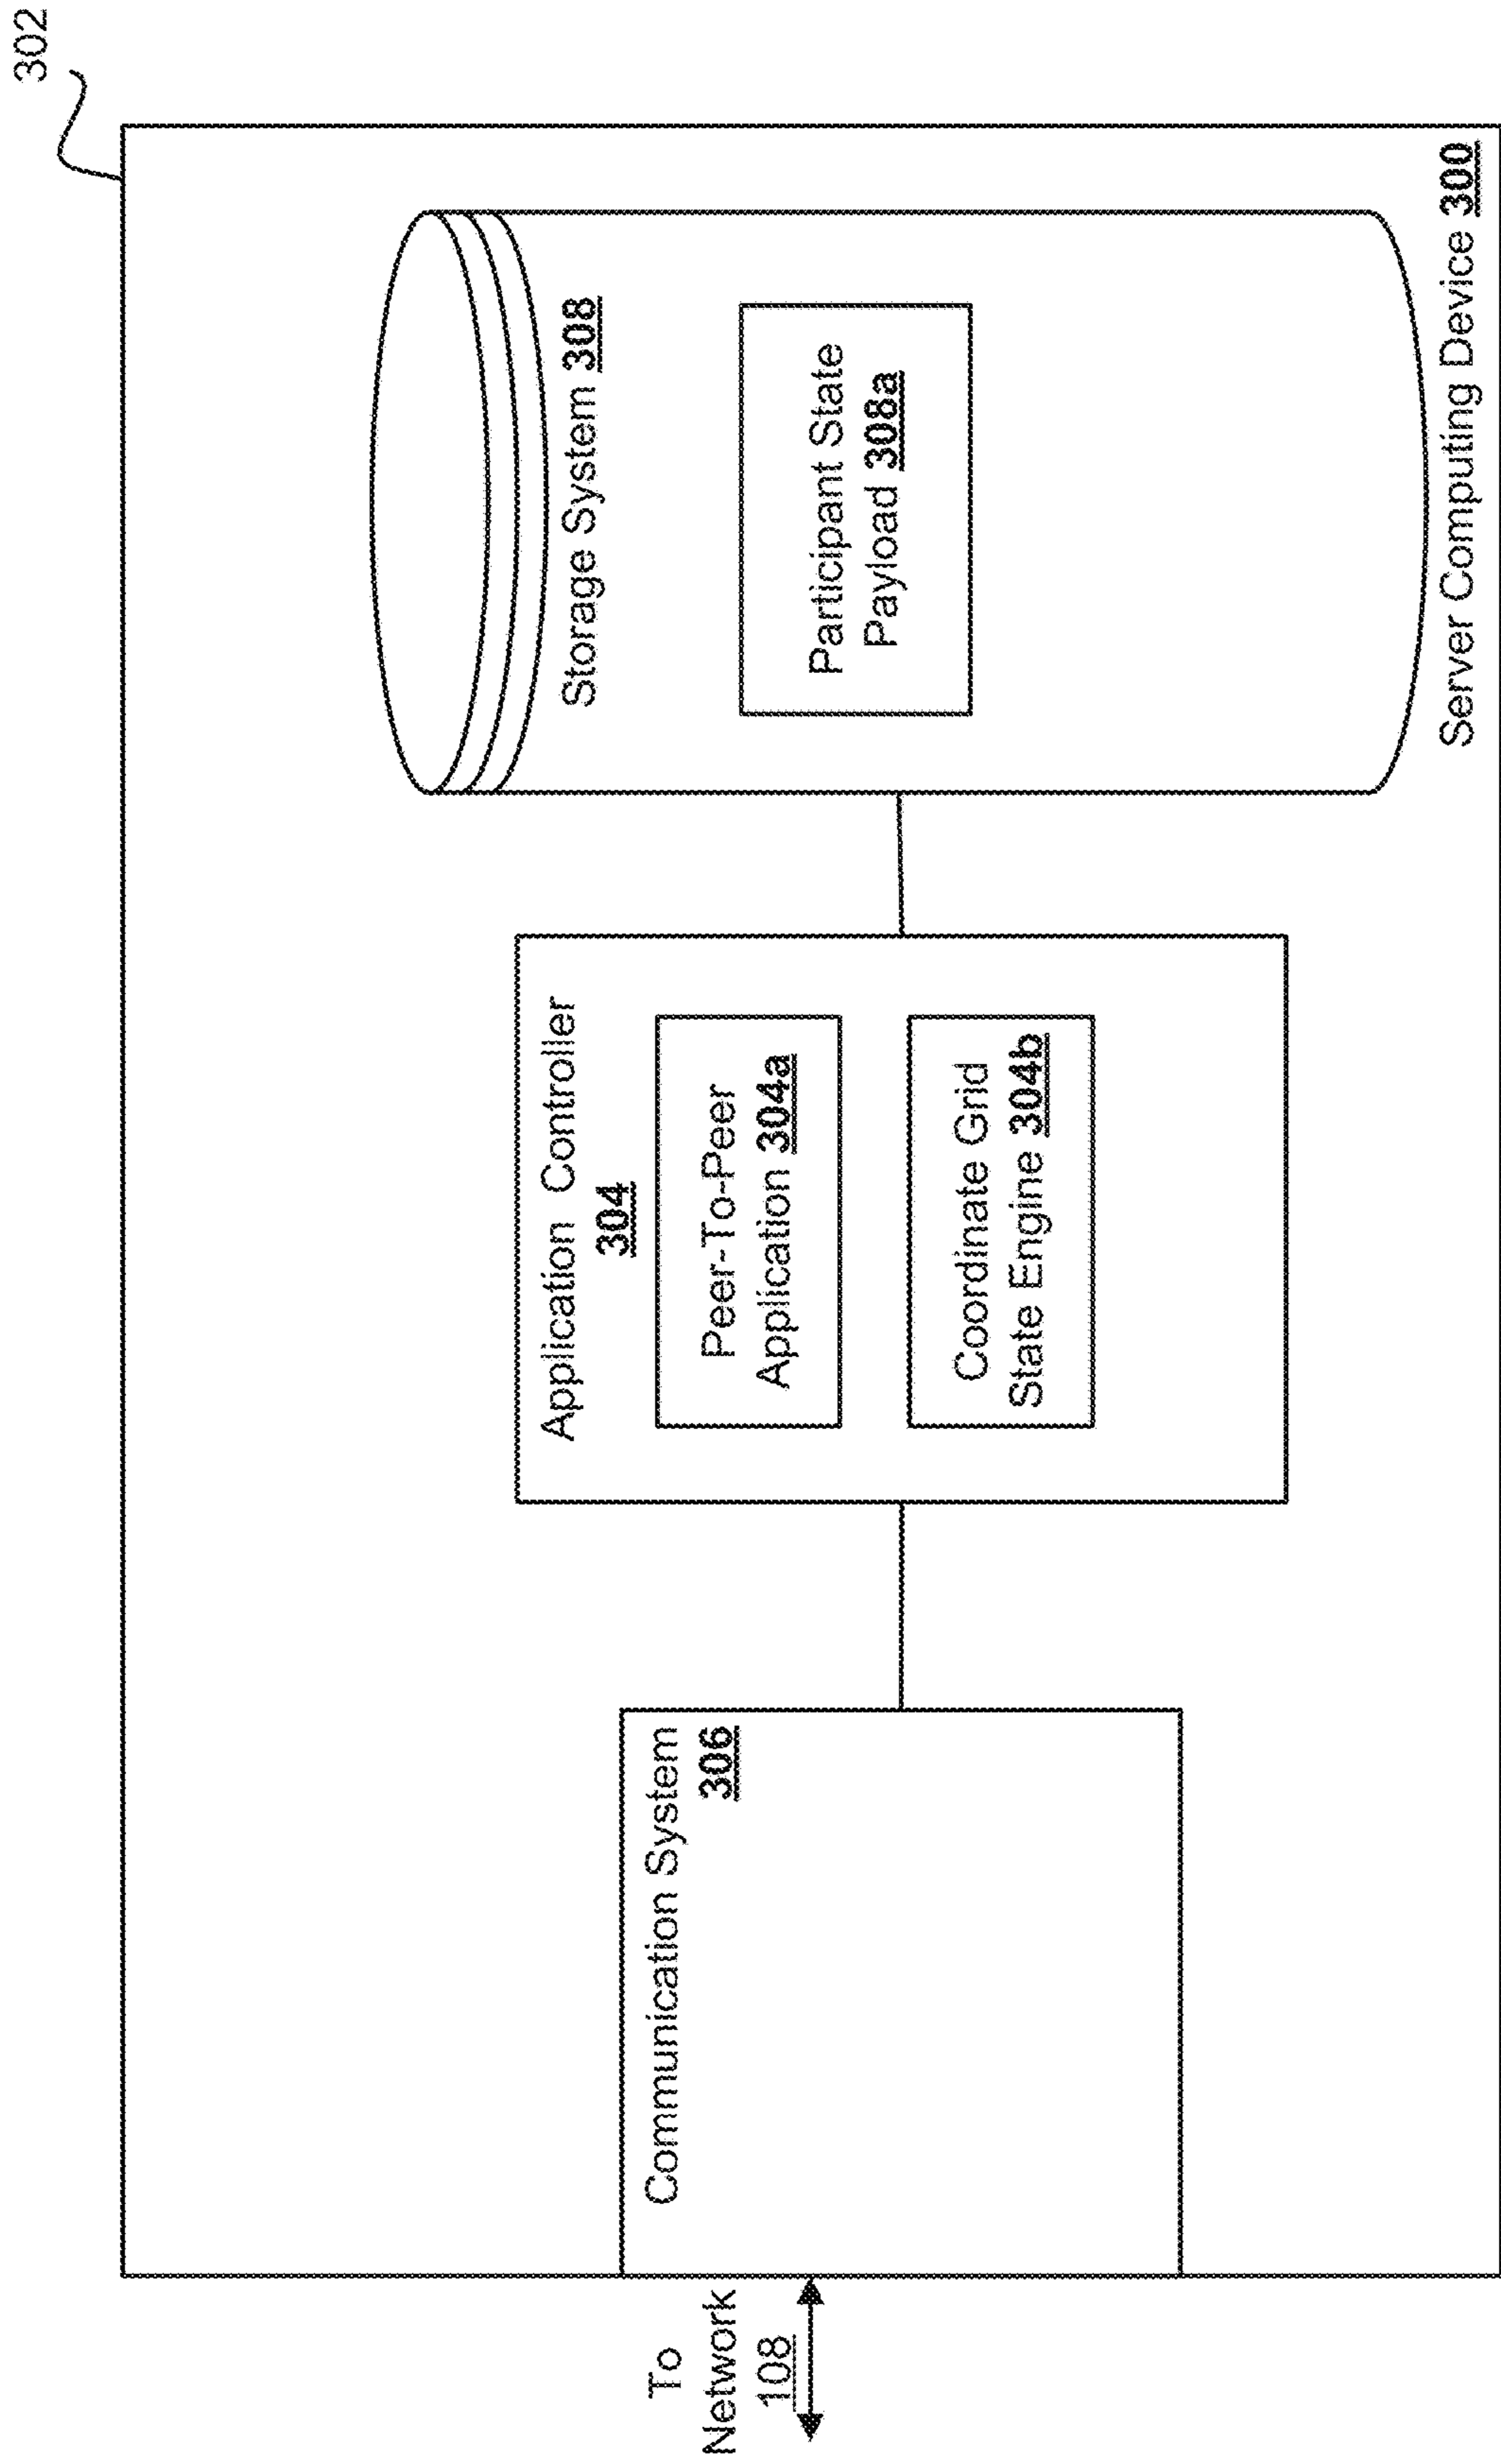 302
To
Network
108
Communication System
306
Application Controller
304
Peer-To-Peer
Application 304a
Coordinate Grid
State Engine 304b
Storage System 308
Participant State
Payload 308a
Server Computing Device 300